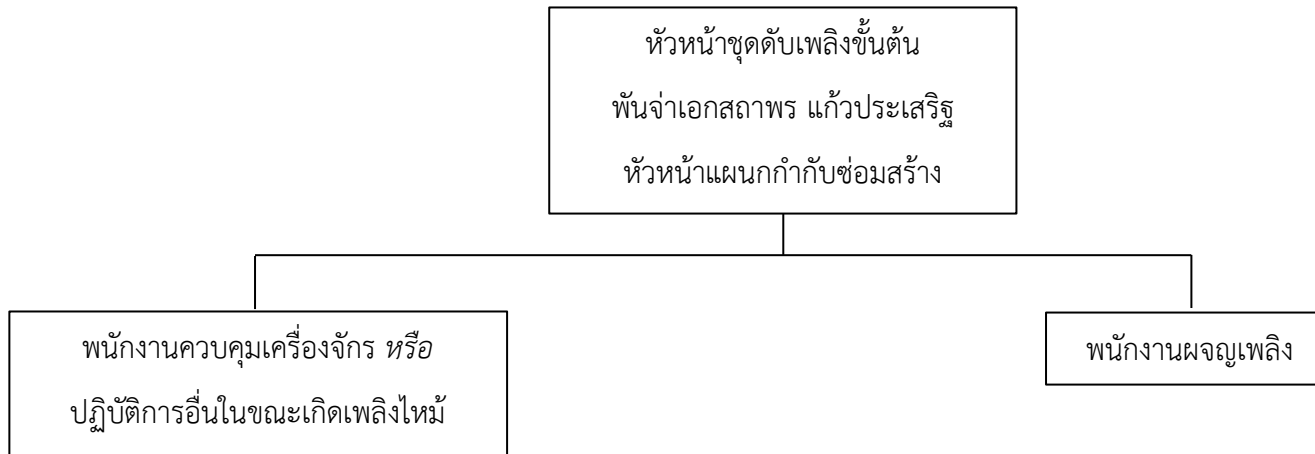 หัวหน้าชุดดับเพลิงขั้นต้น
พันจ่าเอกสถาพร แก้วประเสริฐ
หัวหน้าแผนกกำกับซ่อมสร้าง
พนักงานควบคุมเครื่องจักร หรือ
ปฏิบัติการอื่นในขณะเกิดเพลิงไหม้
พนักงานผจญเพลิง